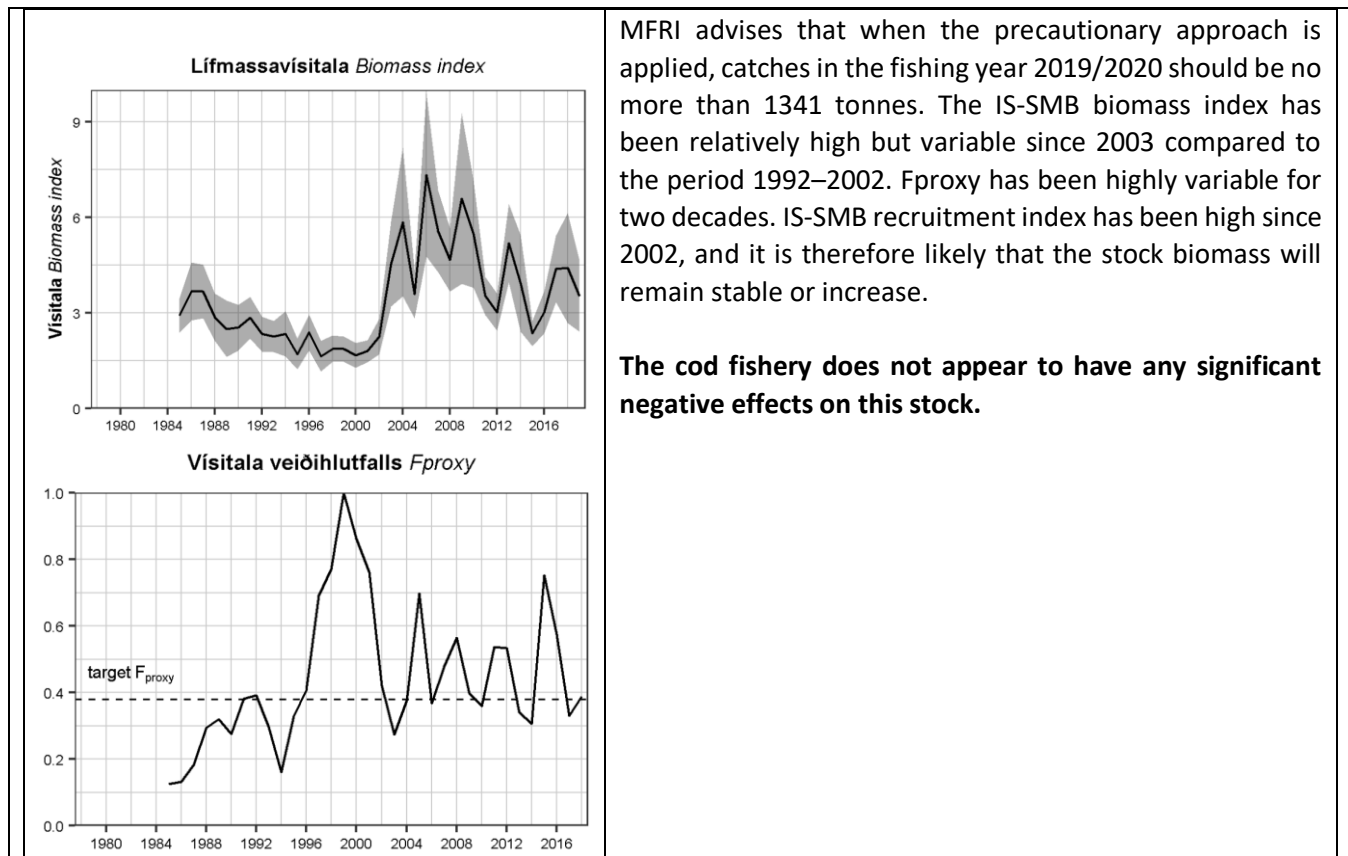 Lífmassavísitala Biomass index
Vísitala Biomass index
9
6
3
0
1980 1984 1988 1992 1996 2000 2004 2008 2012 2016
Vísitala veiðihlutfalls Fproxy
1.0
0.8
0.6
target Fproxy
0.4
0.2
0.0
1980 1984 1988 1992 1996 2000 2004 2008 2012 2016
MFRI advises that when the precautionary approach is
applied, catches in the fishing year 2019/2020 should be no
more than 1341 tonnes. The IS-SMB biomass index has
been relatively high but variable since 2003 compared to
the period 1992–2002. Fproxy has been highly variable for
two decades. IS-SMB recruitment index has been high since
2002, and it is therefore likely that the stock biomass will
remain stable or increase.
The cod fishery does not appear to have any significant
negative effects on this stock.